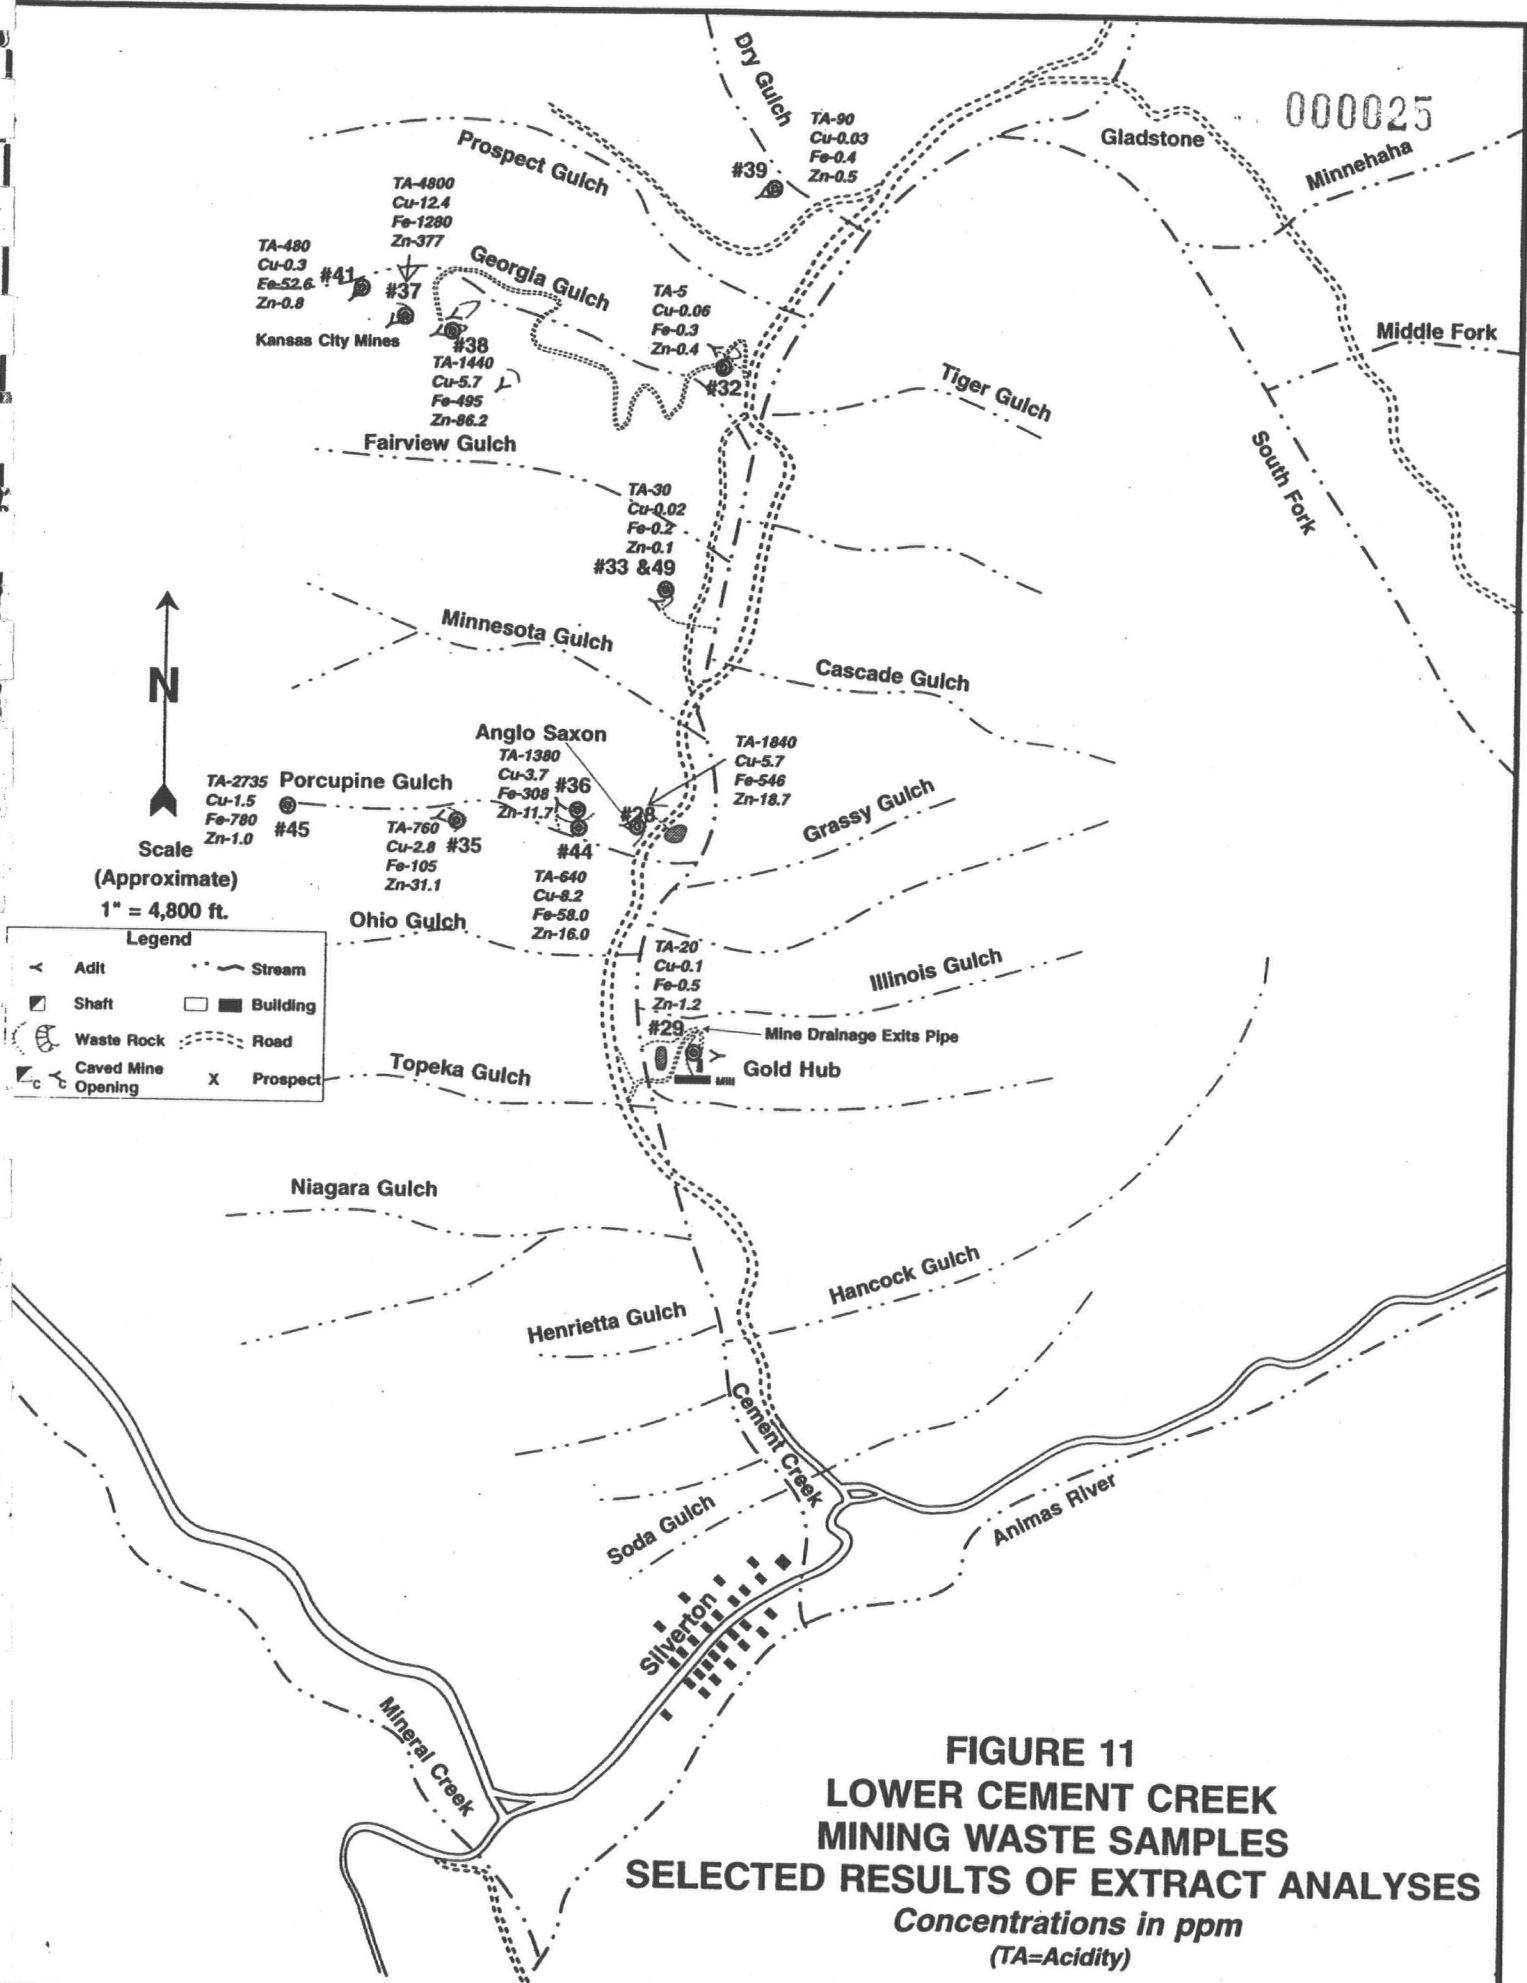 000025
Dry Gulch
TA-90
Cu-0.03
Fe-0.4
Zn-0.5
#39
Gladstone
Minnehaha
Prospect Gulch
TA-4800
Cu-12.4
Fe-1280
Zn-377
#37
TA-480
Cu-0.3
Fe-52.6
Zn-0.8
#41
Kansas City Mines
Georgia Gulch
#38
TA-1440
Cu-5.7
Fe-495
Zn-86.2
TA-5
Cu-0.06
Fe-0.3
Zn-0.4
#32
Middle Fork
Tiger Gulch
South Fork
Fairview Gulch
TA-30
Cu-0.02
Fe-0.2
Zn-0.1
#33 &49
Minnesota Gulch
Cascade Gulch
N
Scale
(Approximate)
1" = 4,800 ft.
Anglo Saxon
TA-1380
Cu-3.7
Fe-308
Zn-11.7
#36
#28
TA-1840
Cu-5.7
Fe-546
Zn-18.7
TA-2735
Cu-1.5
Fe-780
Zn-1.0
Porcupine Gulch
#45
TA-760
Cu-2.8
Fe-105
Zn-31.1
#35
#44
TA-640
Cu-8.2
Fe-58.0
Zn-16.0
Grassy Gulch
Ohio Gulch
Legend
Adit
Stream
Shaft
Building
Waste Rock
Road
C
C
Caved Mine
Opening
X
Prospect
TA-20
Cu-0.1
Fe-0.5
Zn-1.2
#29
Illinois Gulch
Mine Drainage Exits Pipe
Gold Hub
Mill
Topeka Gulch
Niagara Gulch
Hancock Gulch
Henrietta Gulch
Cement Creek
Soda Gulch
Animas River
Silverton
Mineral Creek
FIGURE 11
LOWER CEMENT CREEK
MINING WASTE SAMPLES
SELECTED RESULTS OF EXTRACT ANALYSES
Concentrations in ppm
(TA=Acidity)